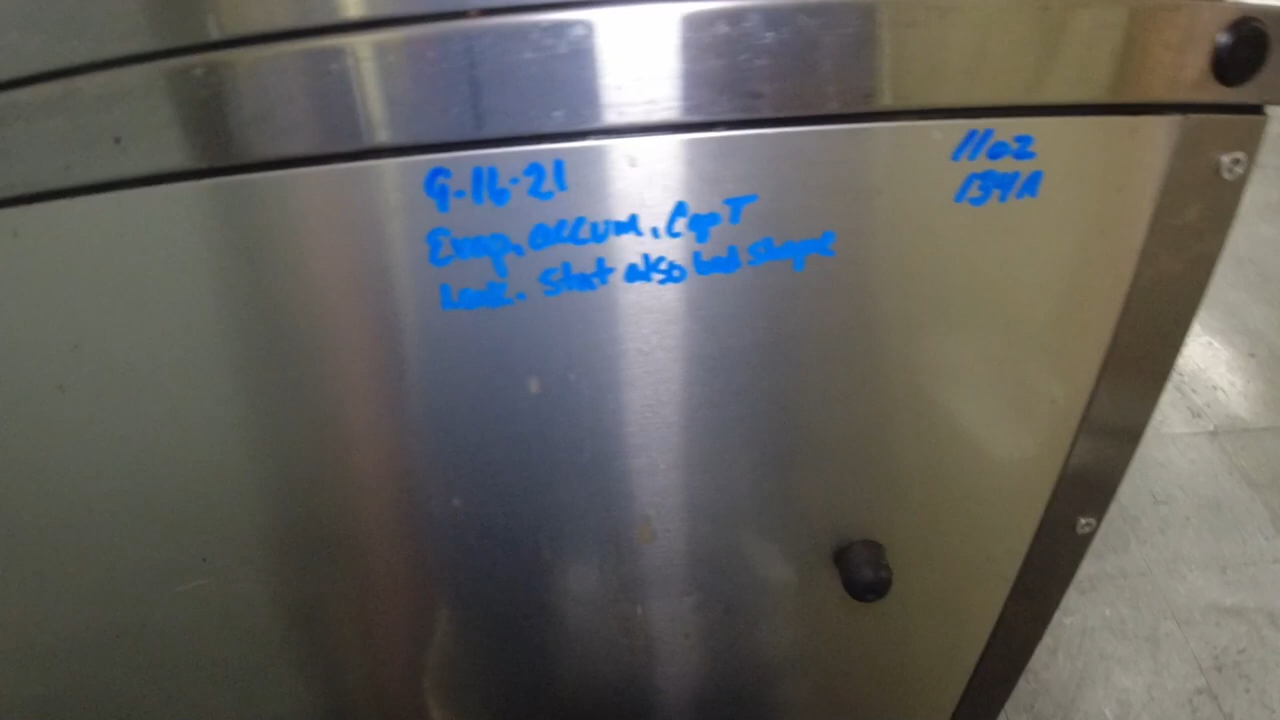 9-16-21
Evap, accum, Cap T
Leak. Stat also bad shape
11oz
134A